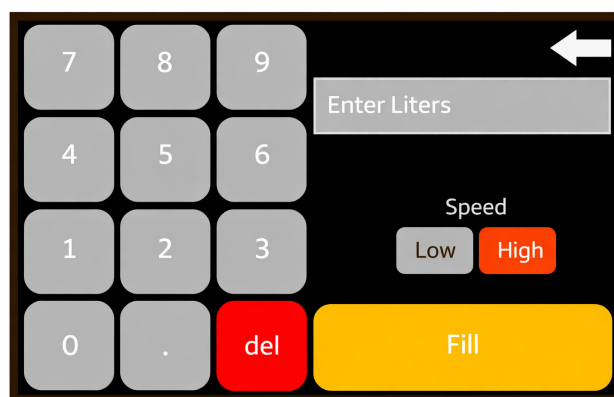 7 8 9
Enter Liters
4 5 6
Speed
1 2 3
Low High
0 . del
Fill